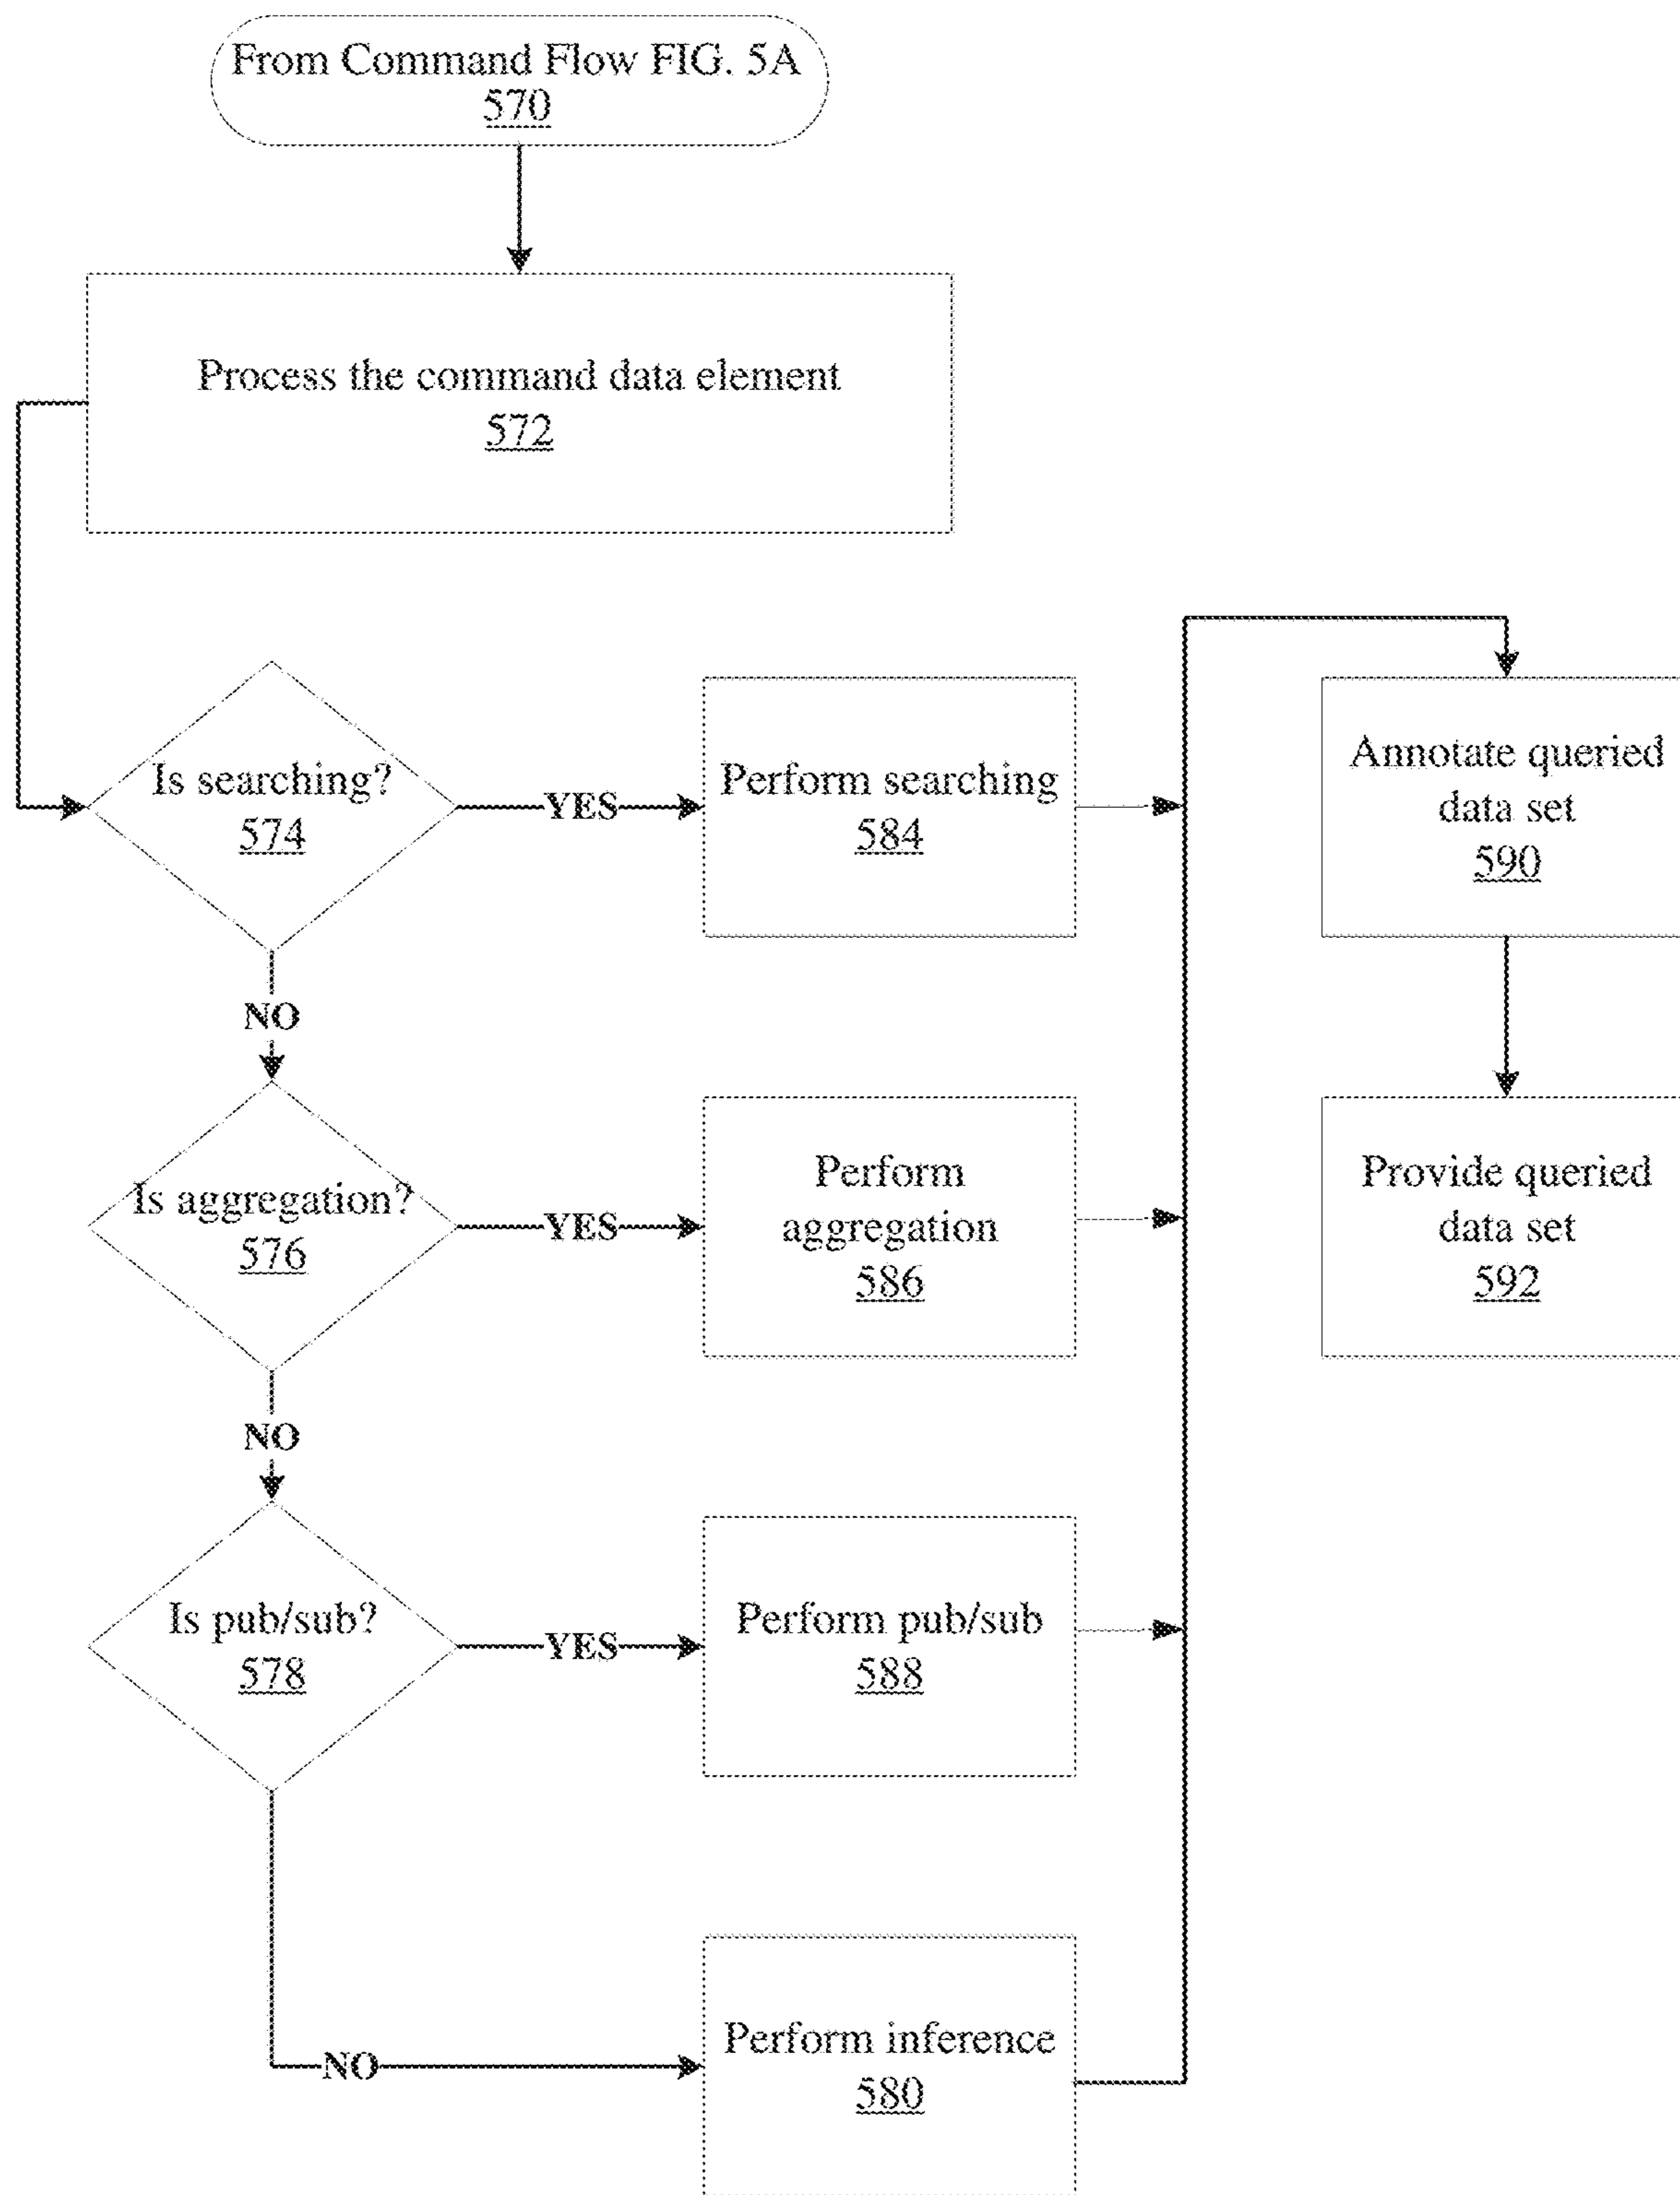 From Command Flow FIG. 5A
570
Process the command data element
572
Is searching?
574
YES
Perform searching
584
Annotate queried
data set
590
NO
Is aggregation?
576
YES
Perform
aggregation
586
Provide queried
data set
592
NO
Is pub/sub?
578
YES
Perform pub/sub
588
NO
Perform inference
580